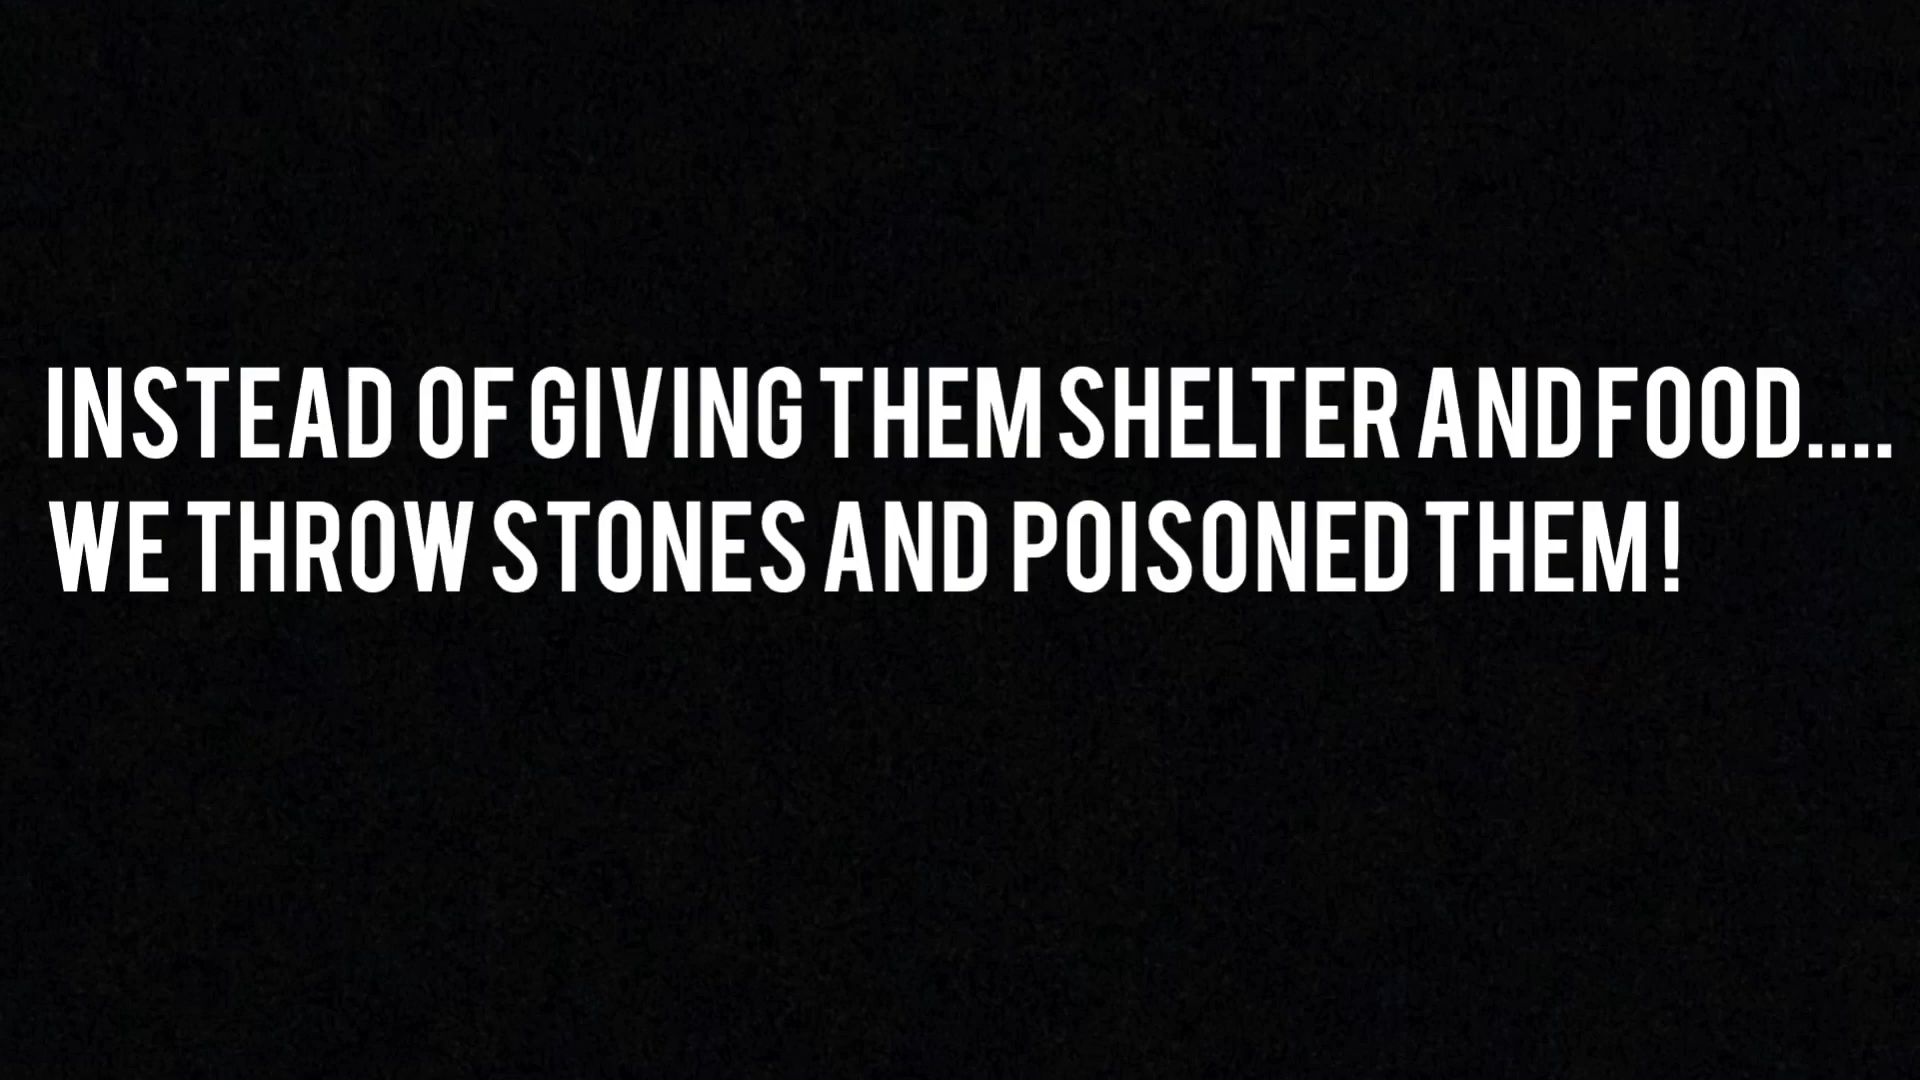 INSTEAD OF GIVING THEM SHELTER AND FOOD....
WE THROW STONES AND POISONED THEM!